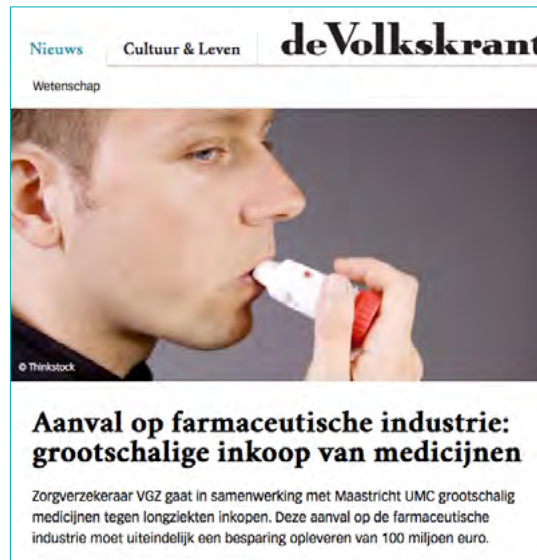 Nieuws Cultuur & Leven de Volkskrant
Wetenschap
© Thinkstock
Aanval op farmaceutische industrie:
grootschalige inkoop van medicijnen
Zorgverzekeraar VGZ gaat in samenwerking met Maastricht UMC grootschalig
medicijnen tegen longziekten inkopen. Deze aanval op de farmaceutische
industrie moet uiteindelijk een besparing opleveren van 100 miljoen euro.